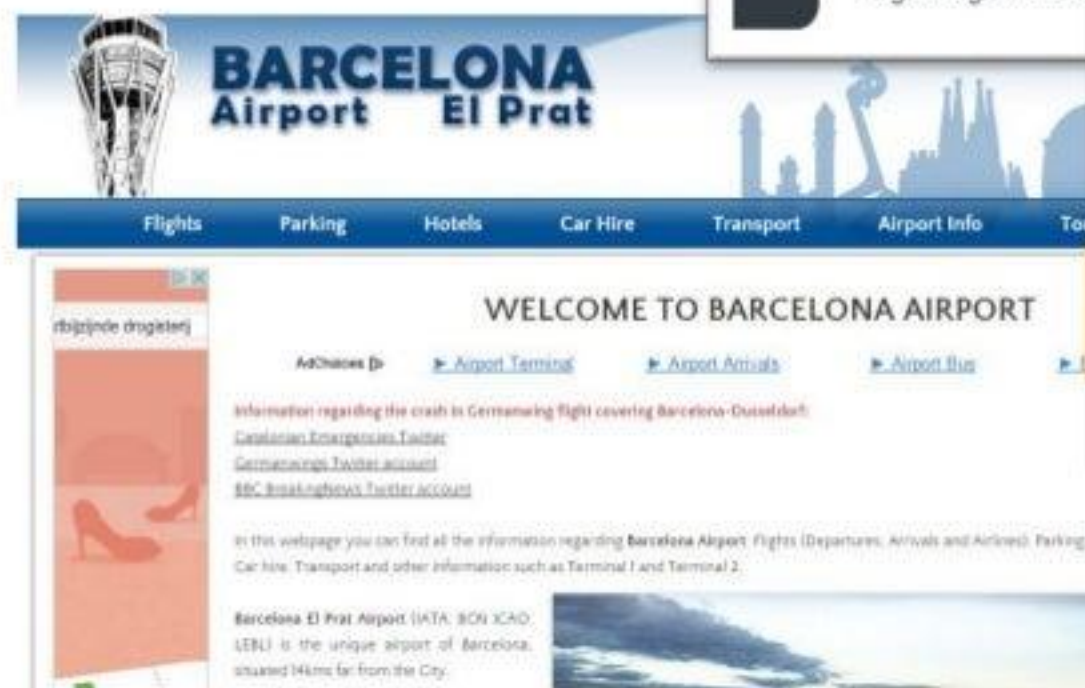 BARCELONA
Airport El Prat
Flights Parking Hotels Car Hire Transport Airport Info
WELCOME TO BARCELONA AIRPORT
drogisterij
AdChoices ▶ Airport Terminal ▶ Airport Arrivals ▶ Airport Bus ▶
Information regarding the crash in Germanwing flight covering Barcelona-Dusseldorf:
Catalonian Emergencies Twitter
Germanwings Twitter account
BBC BreakingNews Twitter account
In this webpage you can find all the information regarding Barcelona Airport: Flights (Departures, Arrivals and Airlines), Parking
Car hire, Transport and other information such as Terminal 1 and Terminal 2.
Barcelona El Prat Airport (IATA: BCN ICAO:
LEBL) is the unique airport of Barcelona,
situated 14kms far from the City.